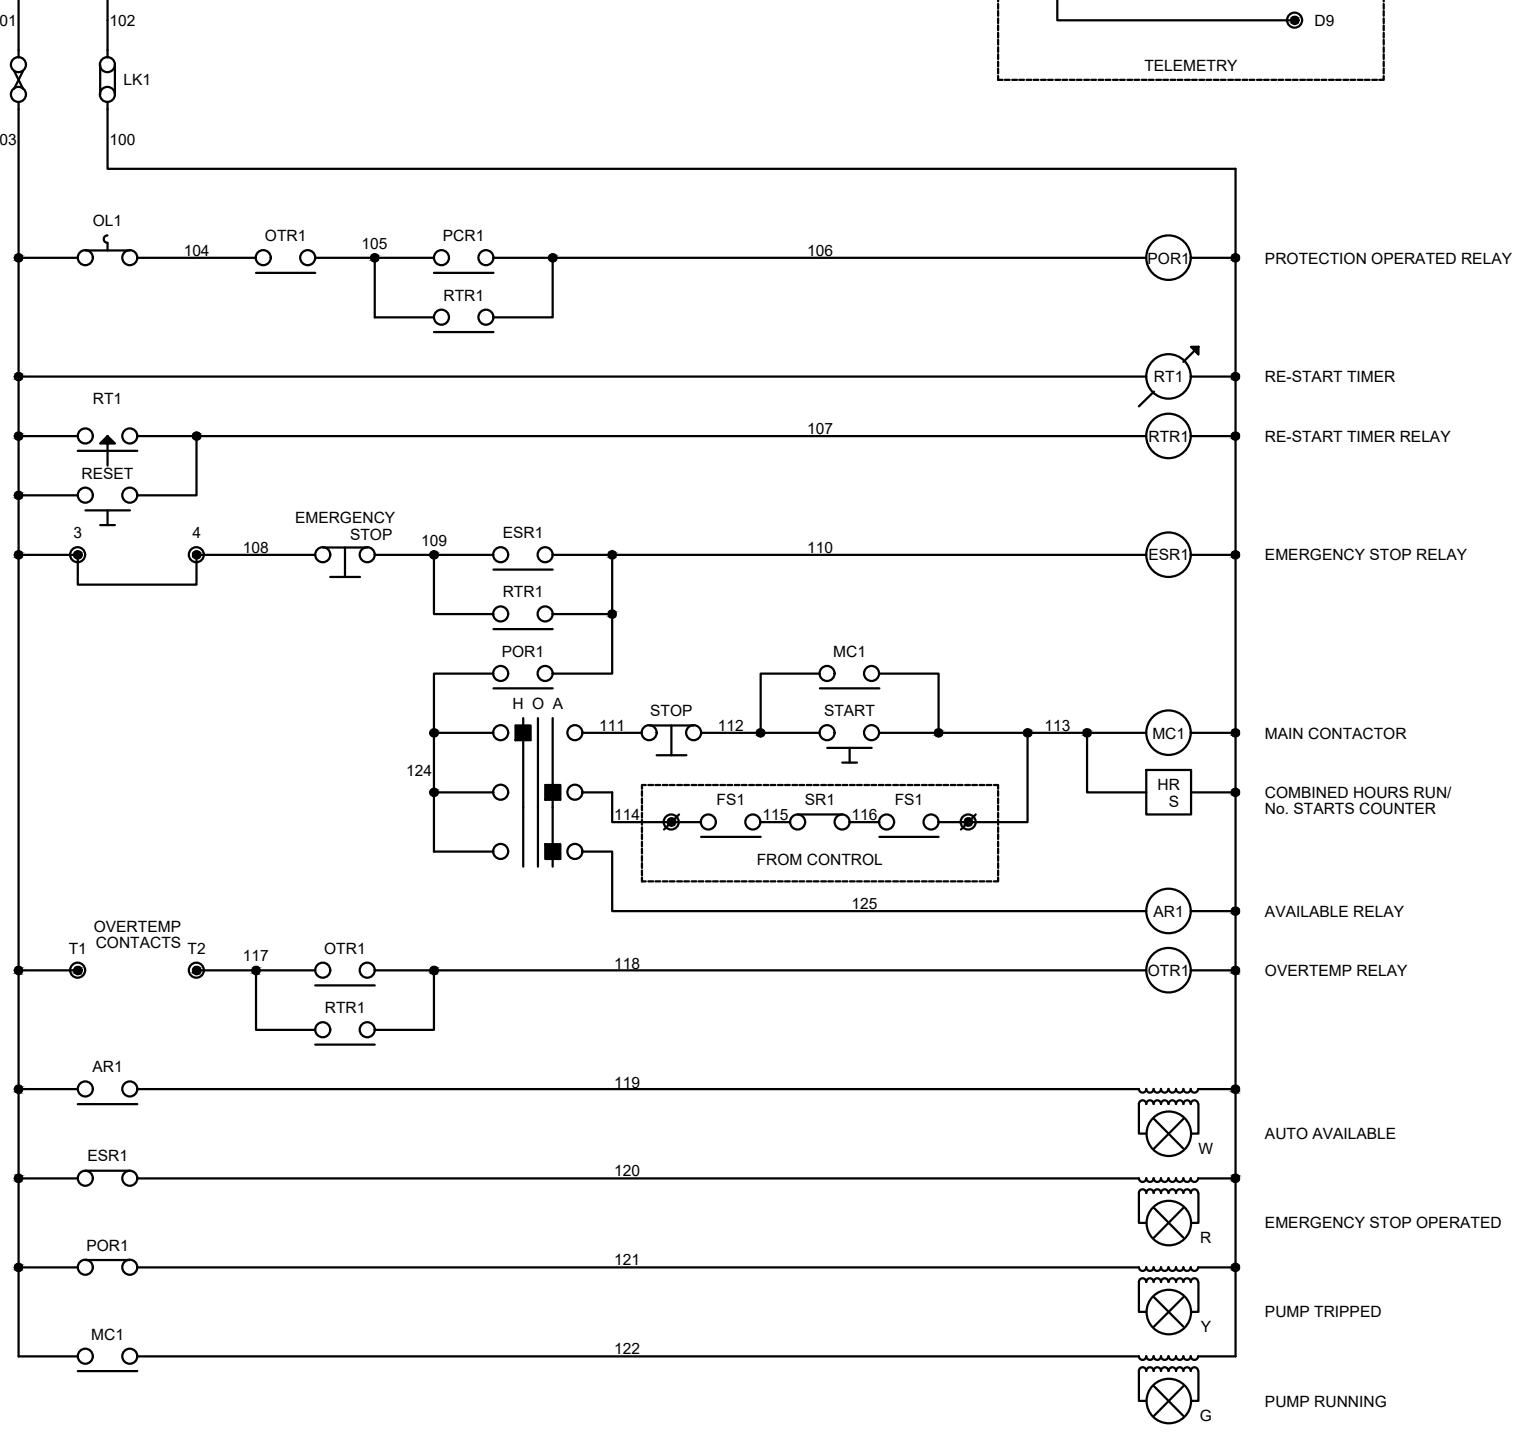 01
102
D9
TELEMETRY
LK1
03
100
OL1
104
OTR1
105
PCR1
106
POR1
PROTECTION OPERATED RELAY
RTR1
RT1
RE-START TIMER
RT1
107
RTR1
RE-START TIMER RELAY
RESET
3
4
108
EMERGENCY
STOP
109
ESR1
110
ESR1
EMERGENCY STOP RELAY
RTR1
POR1
MC1
H O A
111
STOP
112
START
113
MC1
MAIN CONTACTOR
124
HR
S
COMBINED HOURS RUN/
No. STARTS COUNTER
114
FS1
115
SR1
116
FS1
FROM CONTROL
125
AR1
AVAILABLE RELAY
OVERTEMP
CONTACTS
T1
T2
117
OTR1
118
OTR1
OVERTEMP RELAY
RTR1
AR1
119
W
AUTO AVAILABLE
ESR1
120
R
EMERGENCY STOP OPERATED
POR1
121
Y
PUMP TRIPPED
MC1
122
G
PUMP RUNNING